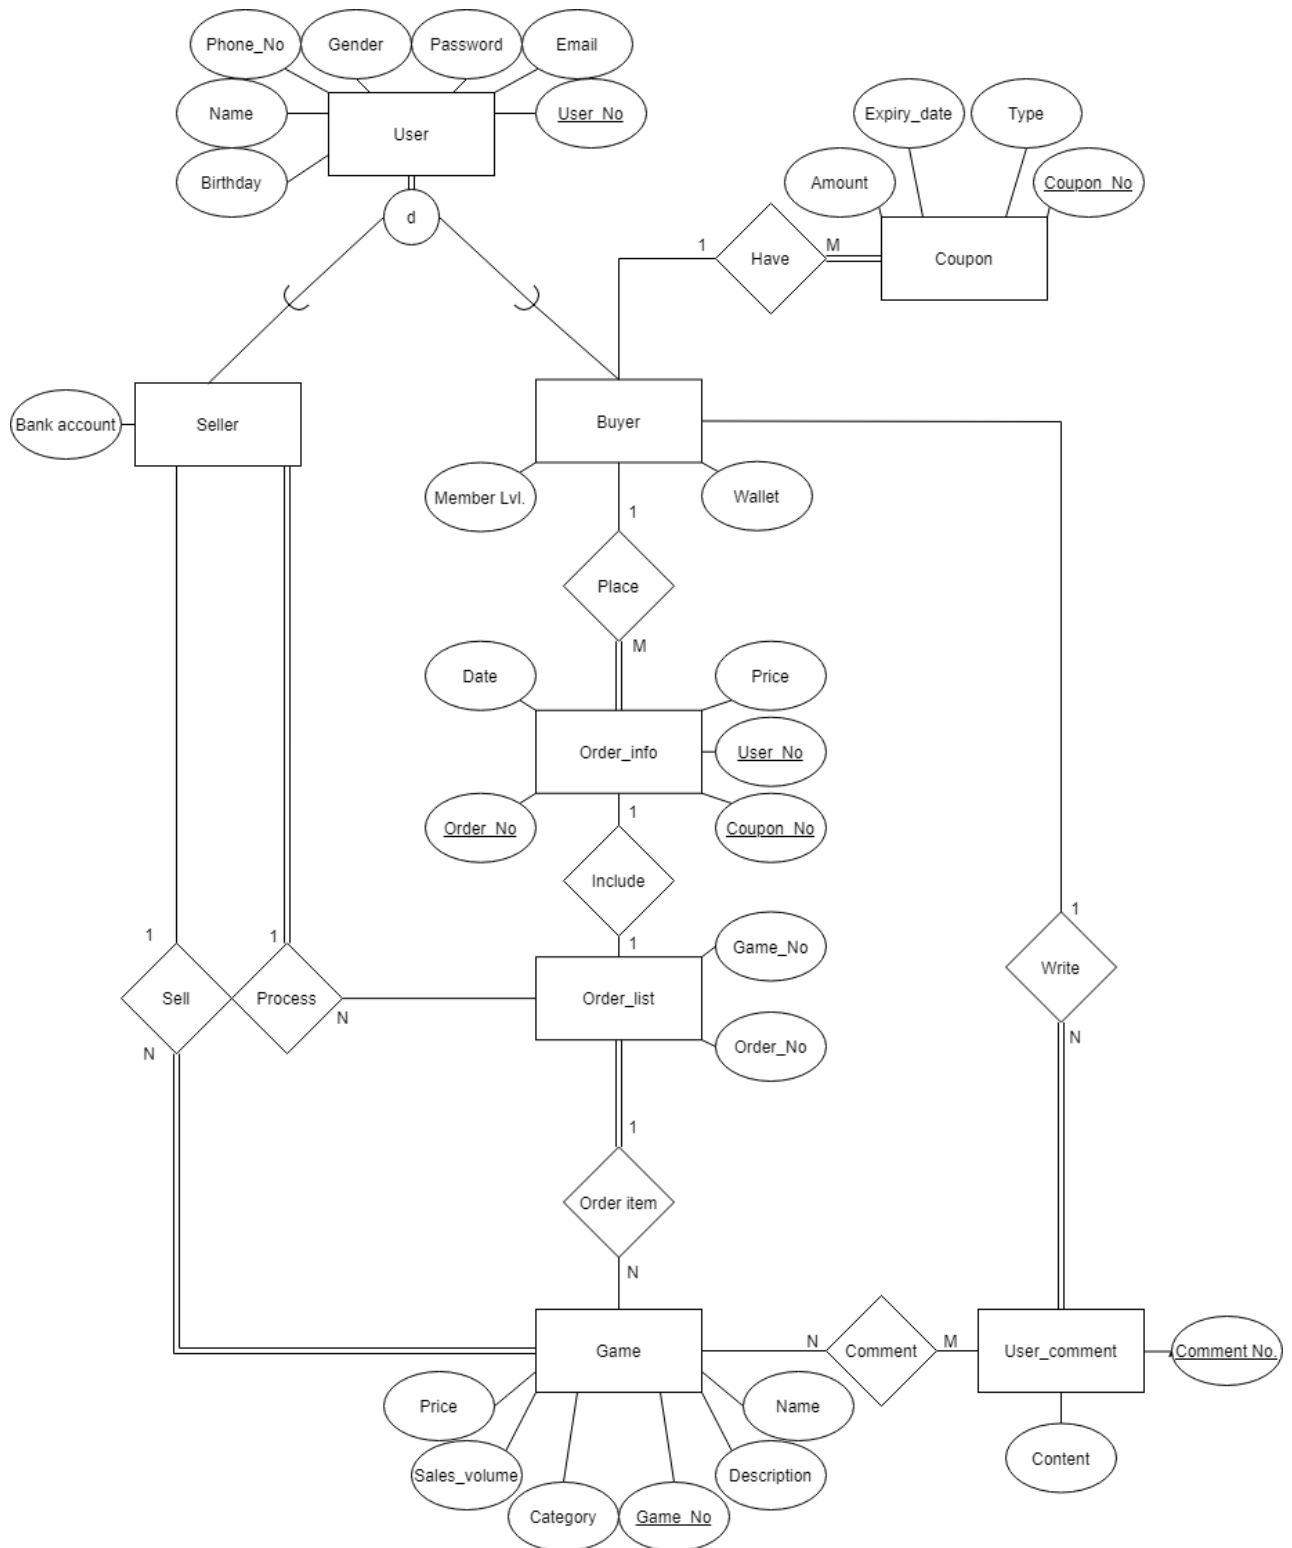 Phone_No
Gender
Password
Email
Name
User
User_No
Birthday
d
Expiry_date
Type
Amount
Coupon_No
1
Have
M
Coupon
Bank account
Seller
Buyer
Member Lvl.
Wallet
1
Place
M
Date
Price
Order_info
User_No
Order_No
1
Coupon_No
Include
1
Game_No
1
1
1
Sell
Process
N
Order_list
Write
N
Order_No
N
1
Order item
N
Game
N
Comment
M
User_comment
Comment No.
Price
Name
Sales_volume
Description
Content
Category
Game_No